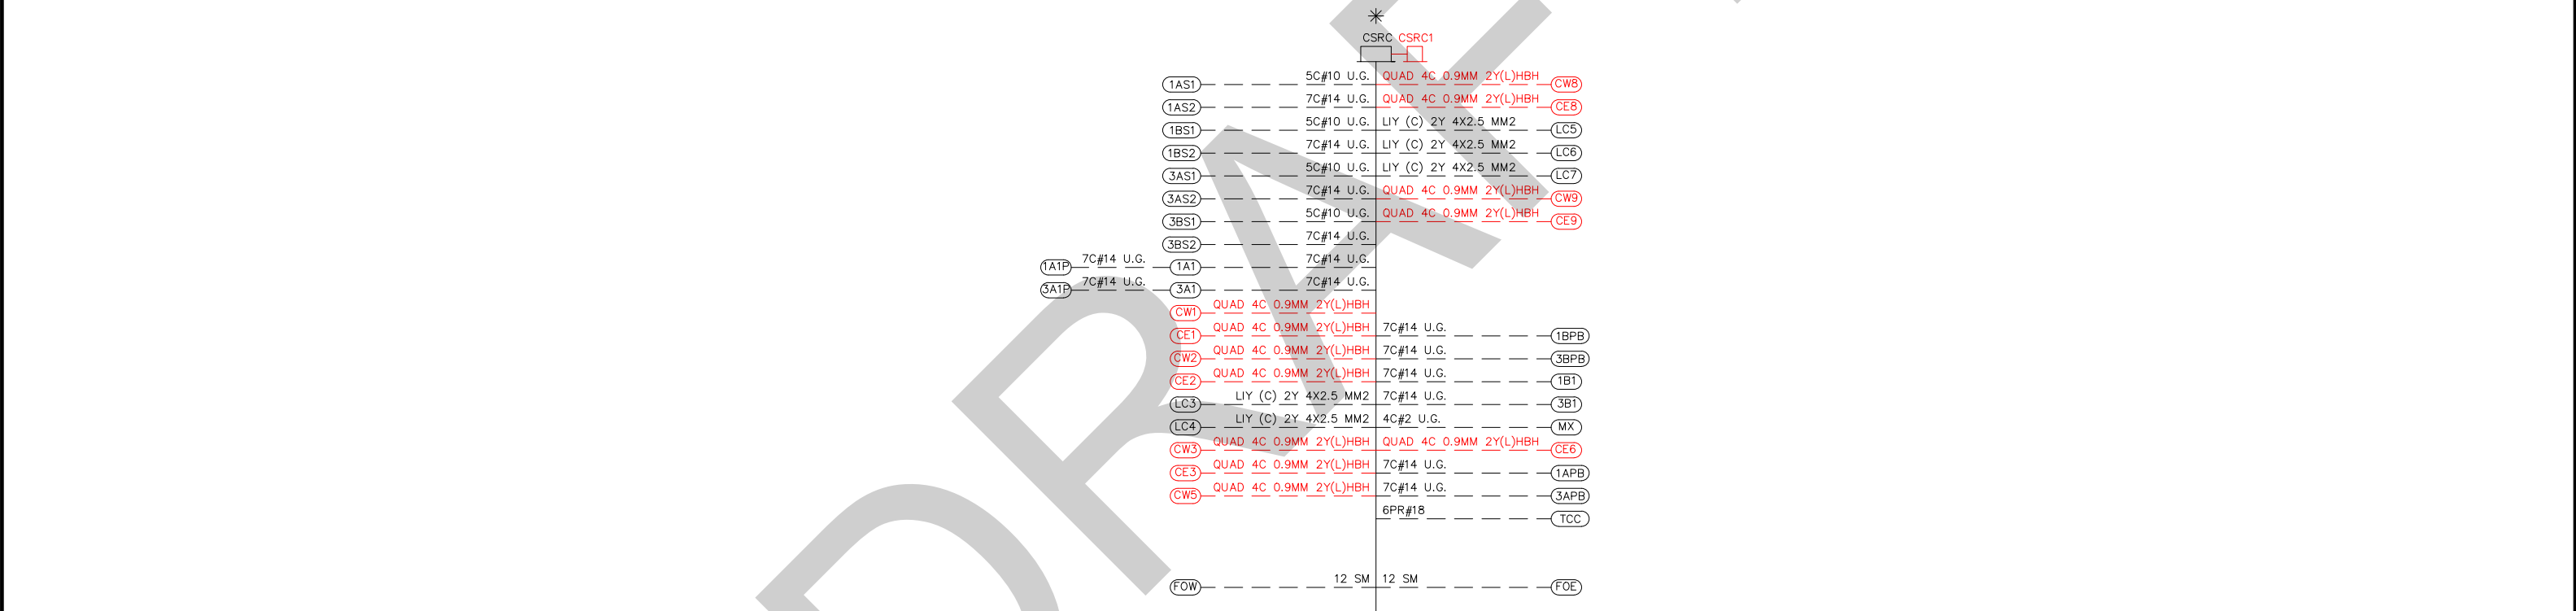 CSRC CSRC1
1AS1 5C#10 U.G. QUAD 4C 0.9MM 2Y(L)HBH CW8
1AS2 7C#14 U.G. QUAD 4C 0.9MM 2Y(L)HBH CE8
1BS1 5C#10 U.G. LIY (C) 2Y 4X2.5 MM2 LC5
1BS2 7C#14 U.G. LIY (C) 2Y 4X2.5 MM2 LC6
3AS1 5C#10 U.G. LIY (C) 2Y 4X2.5 MM2 LC7
3AS2 7C#14 U.G. QUAD 4C 0.9MM 2Y(L)HBH CW9
3BS1 5C#10 U.G. QUAD 4C 0.9MM 2Y(L)HBH CE9
3BS2 7C#14 U.G.
1A1P 7C#14 U.G. 1A1 7C#14 U.G.
3A1P 7C#14 U.G. 3A1 7C#14 U.G.
CW1 QUAD 4C 0.9MM 2Y(L)HBH
CE1 QUAD 4C 0.9MM 2Y(L)HBH 7C#14 U.G. 1BPB
CW2 QUAD 4C 0.9MM 2Y(L)HBH 7C#14 U.G. 3BPB
CE2 QUAD 4C 0.9MM 2Y(L)HBH 7C#14 U.G. 1B1
LC3 LIY (C) 2Y 4X2.5 MM2 7C#14 U.G. 3B1
LC4 LIY (C) 2Y 4X2.5 MM2 4C#2 U.G. MX
CW3 QUAD 4C 0.9MM 2Y(L)HBH QUAD 4C 0.9MM 2Y(L)HBH CE6
CE3 QUAD 4C 0.9MM 2Y(L)HBH 7C#14 U.G. 1APB
CW5 QUAD 4C 0.9MM 2Y(L)HBH 7C#14 U.G. 3APB
6PR#18 TCC
FOW 12 SM 12 SM FOE